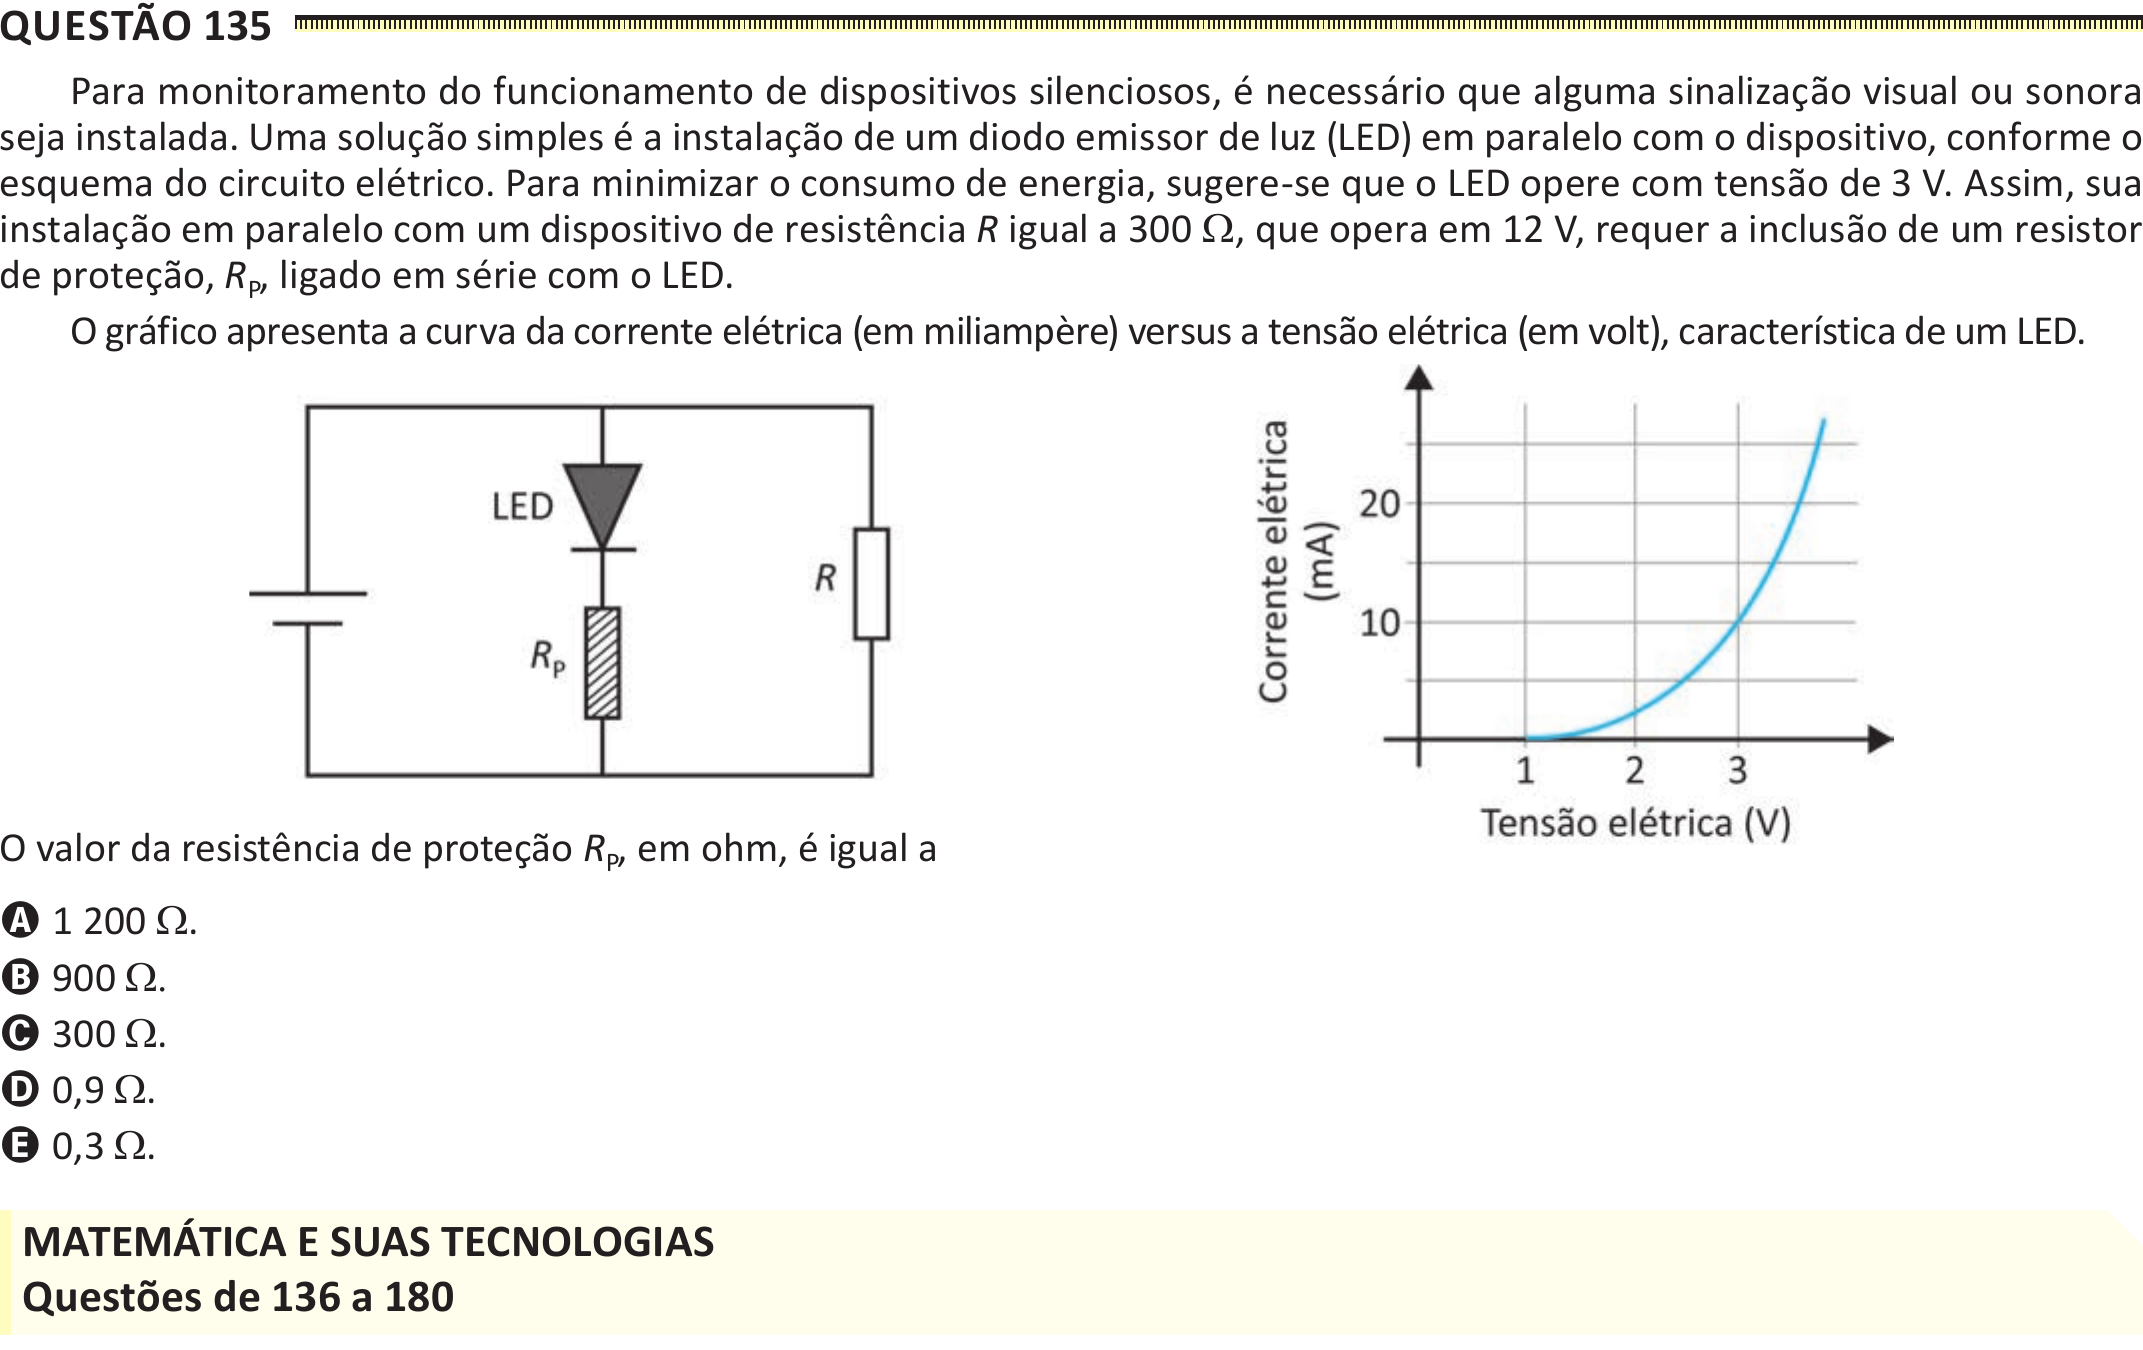 QUESTÃO 135
Para monitoramento do funcionamento de dispositivos silenciosos, é necessário que alguma sinalização visual ou sonora
seja instalada. Uma solução simples é a instalação de um diodo emissor de luz (LED) em paralelo com o dispositivo, conforme o
esquema do circuito elétrico. Para minimizar o consumo de energia, sugere-se que o LED opere com tensão de 3 V. Assim, sua
instalação em paralelo com um dispositivo de resistência R igual a 300 Ω, que opera em 12 V, requer a inclusão de um resistor
de proteção, RP, ligado em série com o LED.
O gráfico apresenta a curva da corrente elétrica (em miliampère) versus a tensão elétrica (em volt), característica de um LED.
LED
RP
R
Corrente elétrica
(mA)
20
10
1 2 3
Tensão elétrica (V)
O valor da resistência de proteção RP, em ohm, é igual a
A 1 200 Ω.
B 900 Ω.
C 300 Ω.
D 0,9 Ω.
E 0,3 Ω.
MATEMÁTICA E SUAS TECNOLOGIAS
Questões de 136 a 180